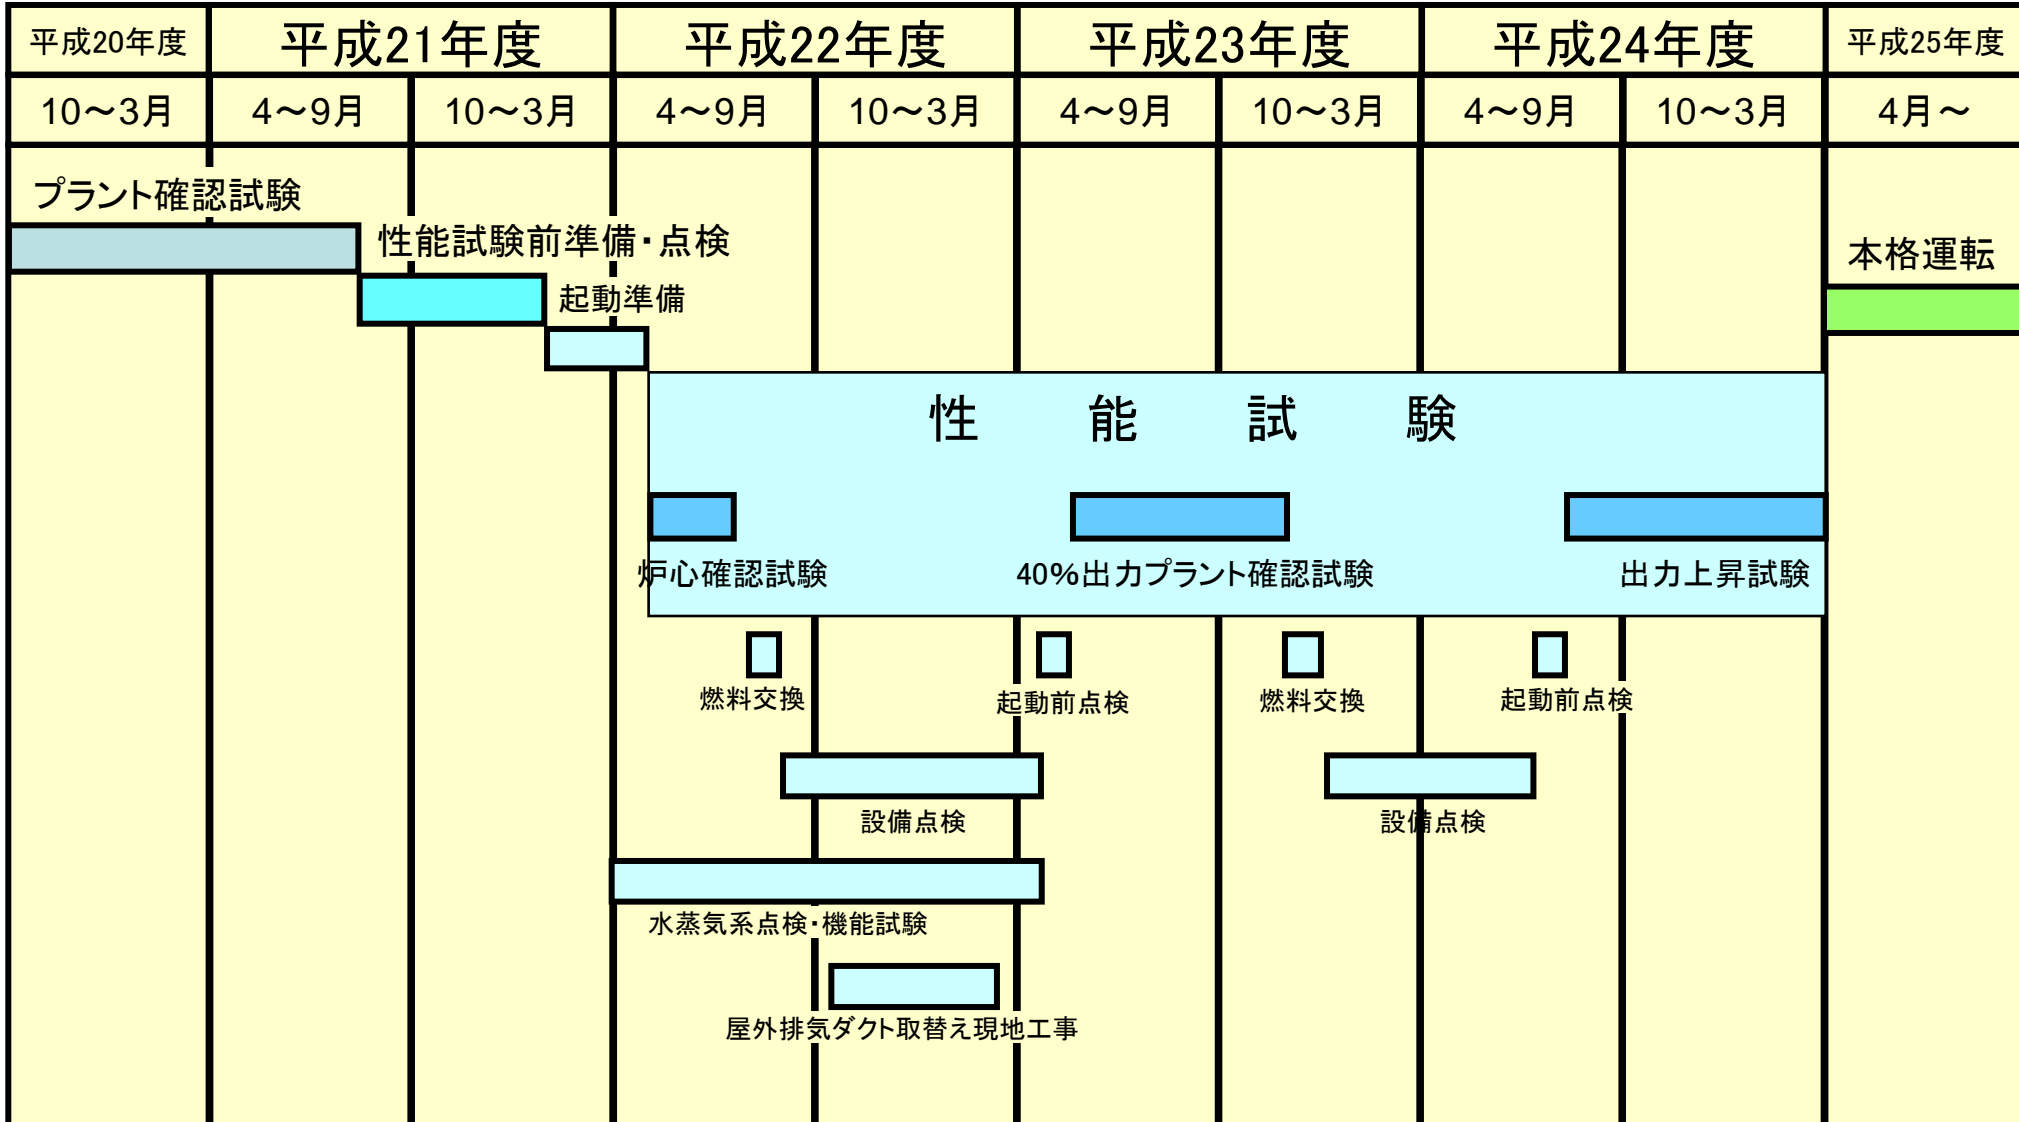 平成20年度 平成21年度 平成22年度 平成23年度 平成24年度 平成25年度
10～3月 4～9月 10～3月 4～9月 10～3月 4～9月 10～3月 4～9月 10～3月 4月～
プラント確認試験
性能試験前準備・点検
本格運転
起動準備
性能試験
炉心確認試験 40%出力プラント確認試験 出力上昇試験
燃料交換 起動前点検 燃料交換 起動前点検
設備点検 設備点検
水蒸気系点検・機能試験
屋外排気ダクト取替え現地工事